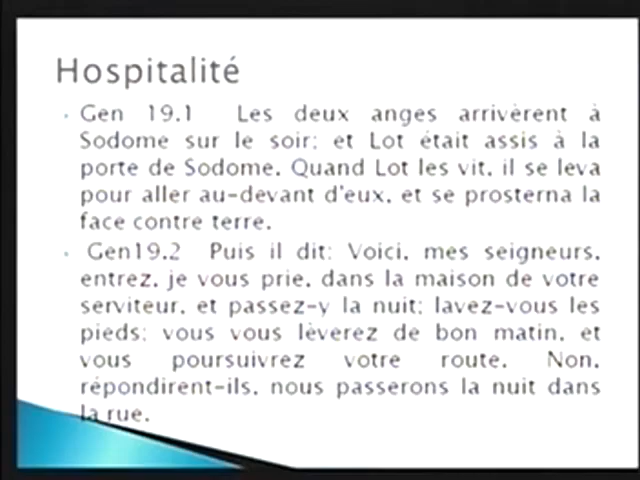 Hospitalité
Gen 19.1 Les deux anges arrivèrent à
Sodome sur le soir; et Lot était assis à la
porte de Sodome. Quand Lot les vit, il se leva
pour aller au-devant d'eux, et se prosterna la
face contre terre.
Gen19.2 Puis il dit: Voici, mes seigneurs,
entrez, je vous prie, dans la maison de votre
serviteur, et passez-y la nuit; lavez-vous les
pieds; vous vous lèverez de bon matin, et
vous poursuivrez votre route. Non,
répondirent-ils, nous passerons la nuit dans
la rue.